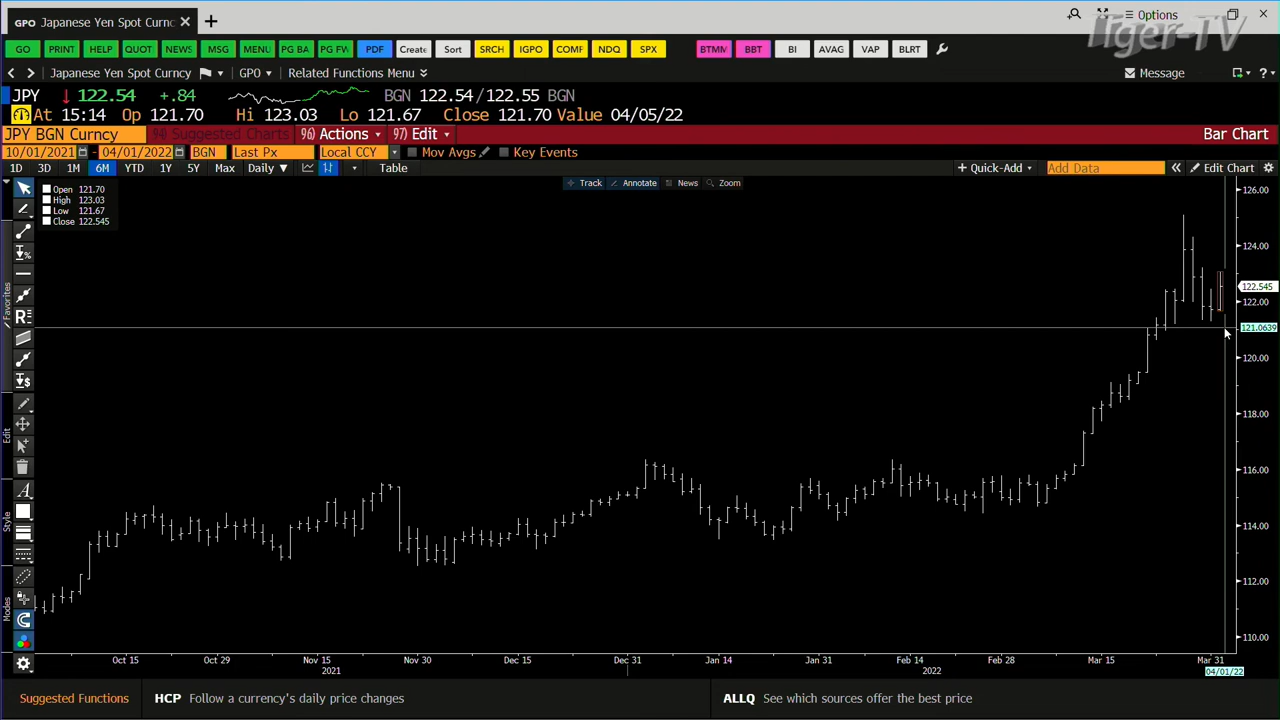 GPO Japanese Yen Spot Curnc
Options
Tiger-TV
GO PRINT HELP QUOT NEWS MSG MENU PG BA PG FW PDF Create Sort SRCH IGPO COMF NDQ SPX BTMM BBT BI AVAG VAP BLRT
Japanese Yen Spot Curncy GPO Related Functions Menu Message
JPY 122.54 +.84 BGN 122.54/122.55 BGN
At 15:14 Op 121.70 Hi 123.03 Lo 121.67 Close 121.70 Value 04/05/22
JPY BGN Curncy 94) Suggested Charts 96) Actions 97) Edit Bar Chart
10/01/2021 - 04/01/2022 BGN Last Px Local CCY Mov Avgs Key Events
1D 3D 1M 6M YTD 1Y 5Y Max Daily ▼ Table + Quick-Add Add Data « Edit Chart
Track Annotate News Zoom
Open 121.70
High 123.03
Low 121.67
Close 122.545
Favorites
Edit
Style
Modes
126.00
124.00
122.545
122.00
121.0639
120.00
118.00
116.00
114.00
112.00
110.00
Oct 15 Oct 29 Nov 15 Nov 30 Dec 15 Dec 31 Jan 14 Jan 31 Feb 14 Feb 28 Mar 15 Mar 31
2021 2022 04/01/22
Suggested Functions HCP Follow a currency's daily price changes ALLQ See which sources offer the best price